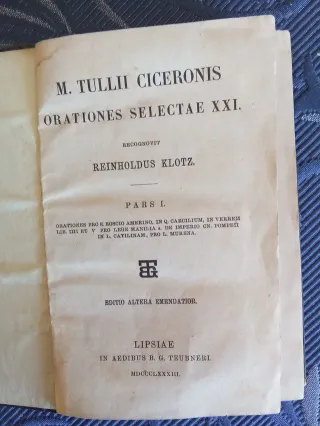 M. TULLII CICERONIS
ORATIONES SELECTAE XXI.
RECOGNOVIT
REINHOLDUS KLOTZ.
PARS I.
ORATIONES PRO S. ROSCIO AMERINO, IN Q. CAECILIUM, IN VERREM
LIB. IIII ET V PRO LEGE MANILIA s. DE IMPERIO CN. POMPEII
IN L. CATILINAM, PRO L. MURENA.
BTG
EDITIO ALTERA EMENDATIOR.
LIPSIAE
IN AEDIBUS B. G. TEUBNERI.
MDCCCLXXXIII.